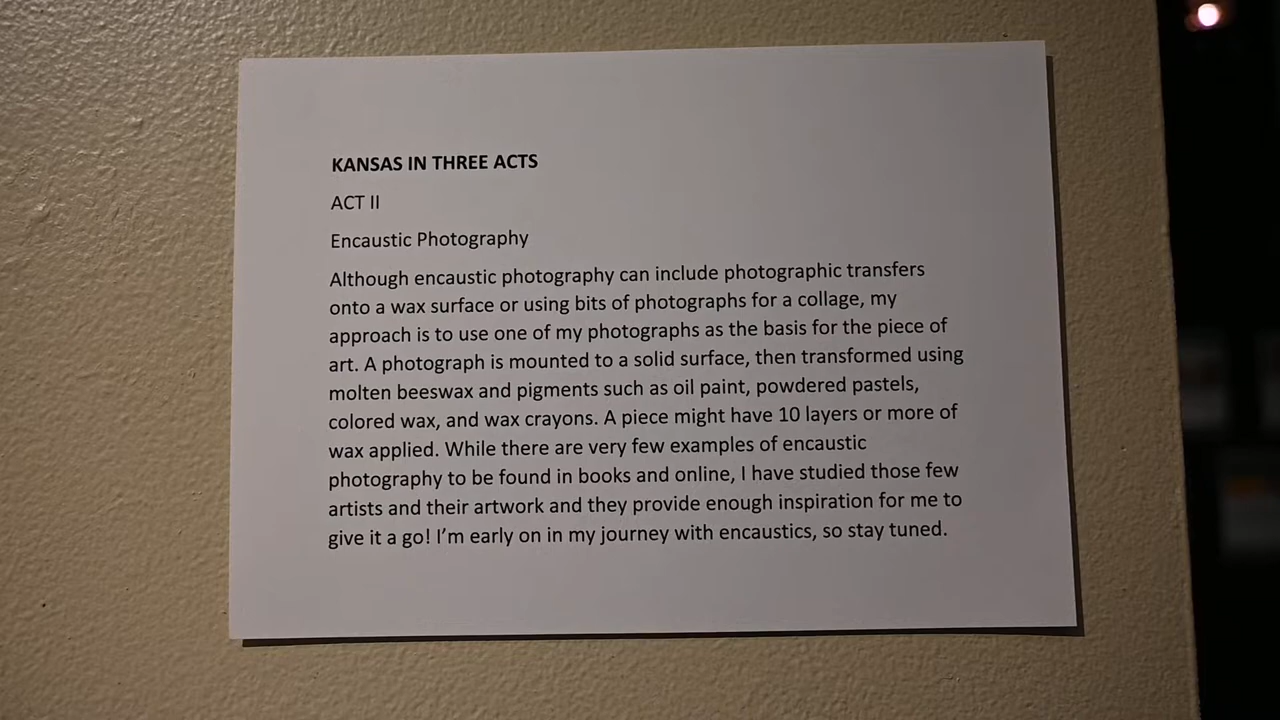 KANSAS IN THREE ACTS
ACT II
Encaustic Photography
Although encaustic photography can include photographic transfers
onto a wax surface or using bits of photographs for a collage, my
approach is to use one of my photographs as the basis for the piece of
art. A photograph is mounted to a solid surface, then transformed using
molten beeswax and pigments such as oil paint, powdered pastels,
colored wax, and wax crayons. A piece might have 10 layers or more of
wax applied. While there are very few examples of encaustic
photography to be found in books and online, I have studied those few
artists and their artwork and they provide enough inspiration for me to
give it a go! I’m early on in my journey with encaustics, so stay tuned.